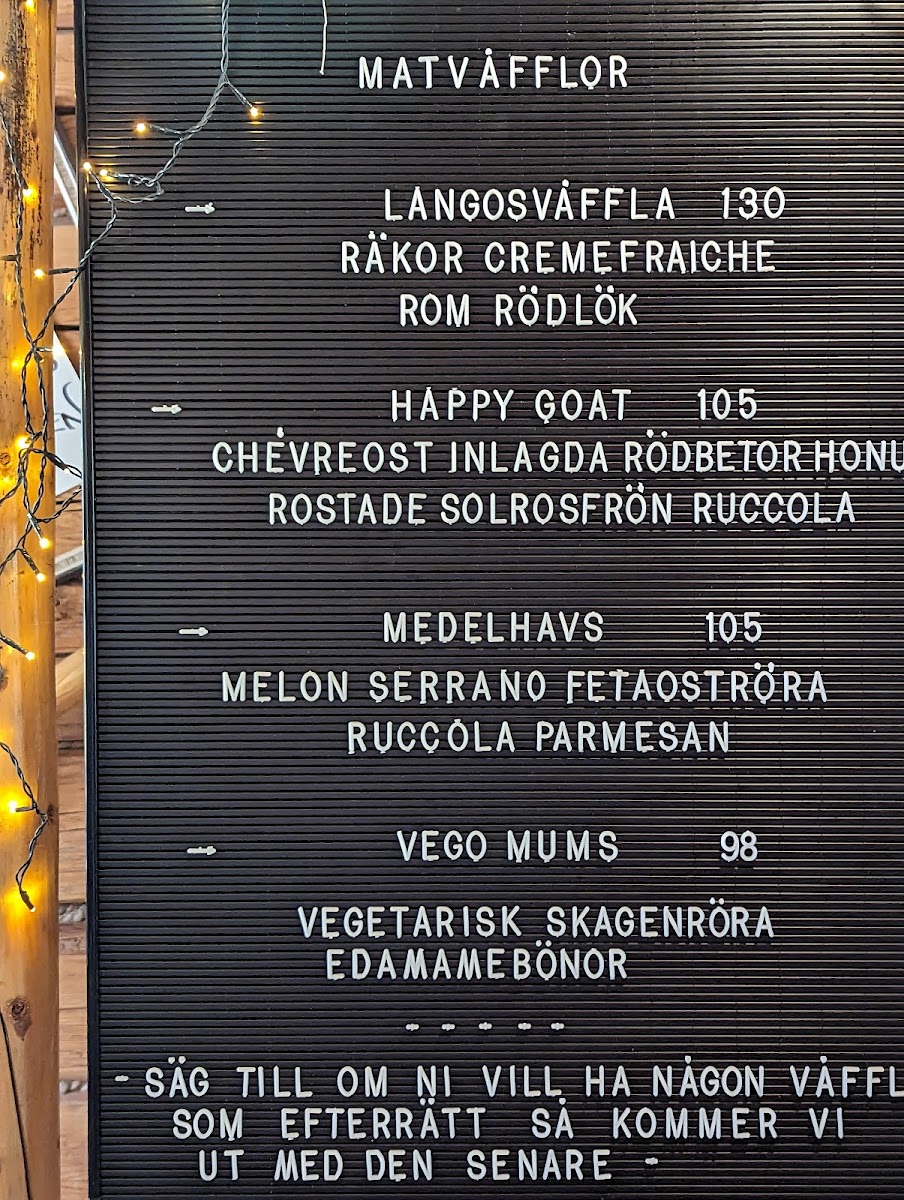 MATVÅFFLOR
LANGOSVÅFFLA 130
RÄKOR CREMEFRAICHE
ROM RÖDLÖK
HAPPY GOAT 105
CHÉVREOST INLAGDA RÖDBETOR HONU
ROSTADE SOLROSFRÖN RUCCOLA
MEDELHAVS 105
MELON SERRANO FETAOSTRÖRA
RUCCOLA PARMESAN
VEGO MUMS 98
VEGETARISK SKAGENRÖRA
EDAMAMEBÖNOR
- - - - -
- SÄG TILL OM NI VILL HA NÅGON VÅFFL
SOM EFTERRÄTT SÅ KOMMER VI
UT MED DEN SENARE -